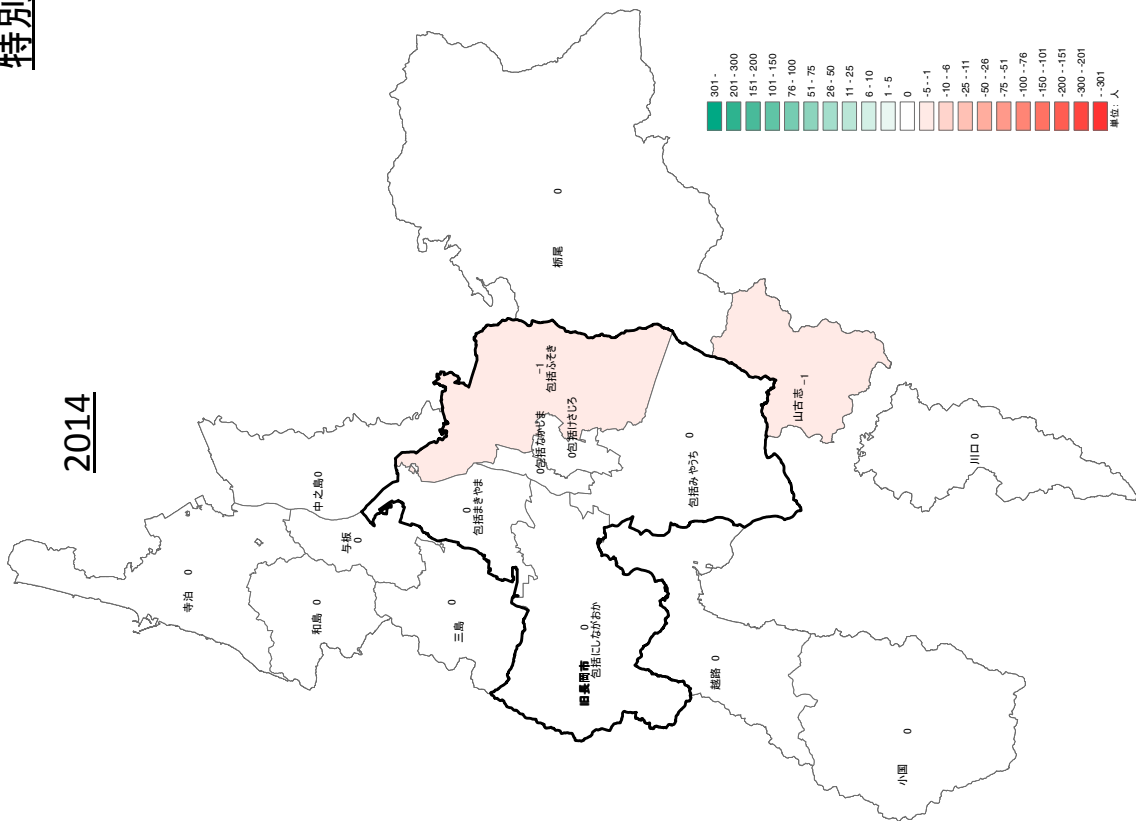 特別
2014
寺泊 0
中之島0
与板
0
和島 0
三島 0
0
包括まきやま
-1
包括ふそき
0包括なかじま
0包括けさじろ
栃尾 0
旧長岡市
0
包括にしながおか
包括みやうち 0
山古志 -1
越路 0
川口 0
小国 0
301 -
201 - 300
151 - 200
101 - 150
76 - 100
51 - 75
26 - 50
11 - 25
6 - 10
1 - 5
0
-5 - -1
-10 - -6
-25 - -11
-50 - -26
-75 - -51
-100 - -76
-150 - -101
-200 - -151
-300 - -201
- -301
単位：人